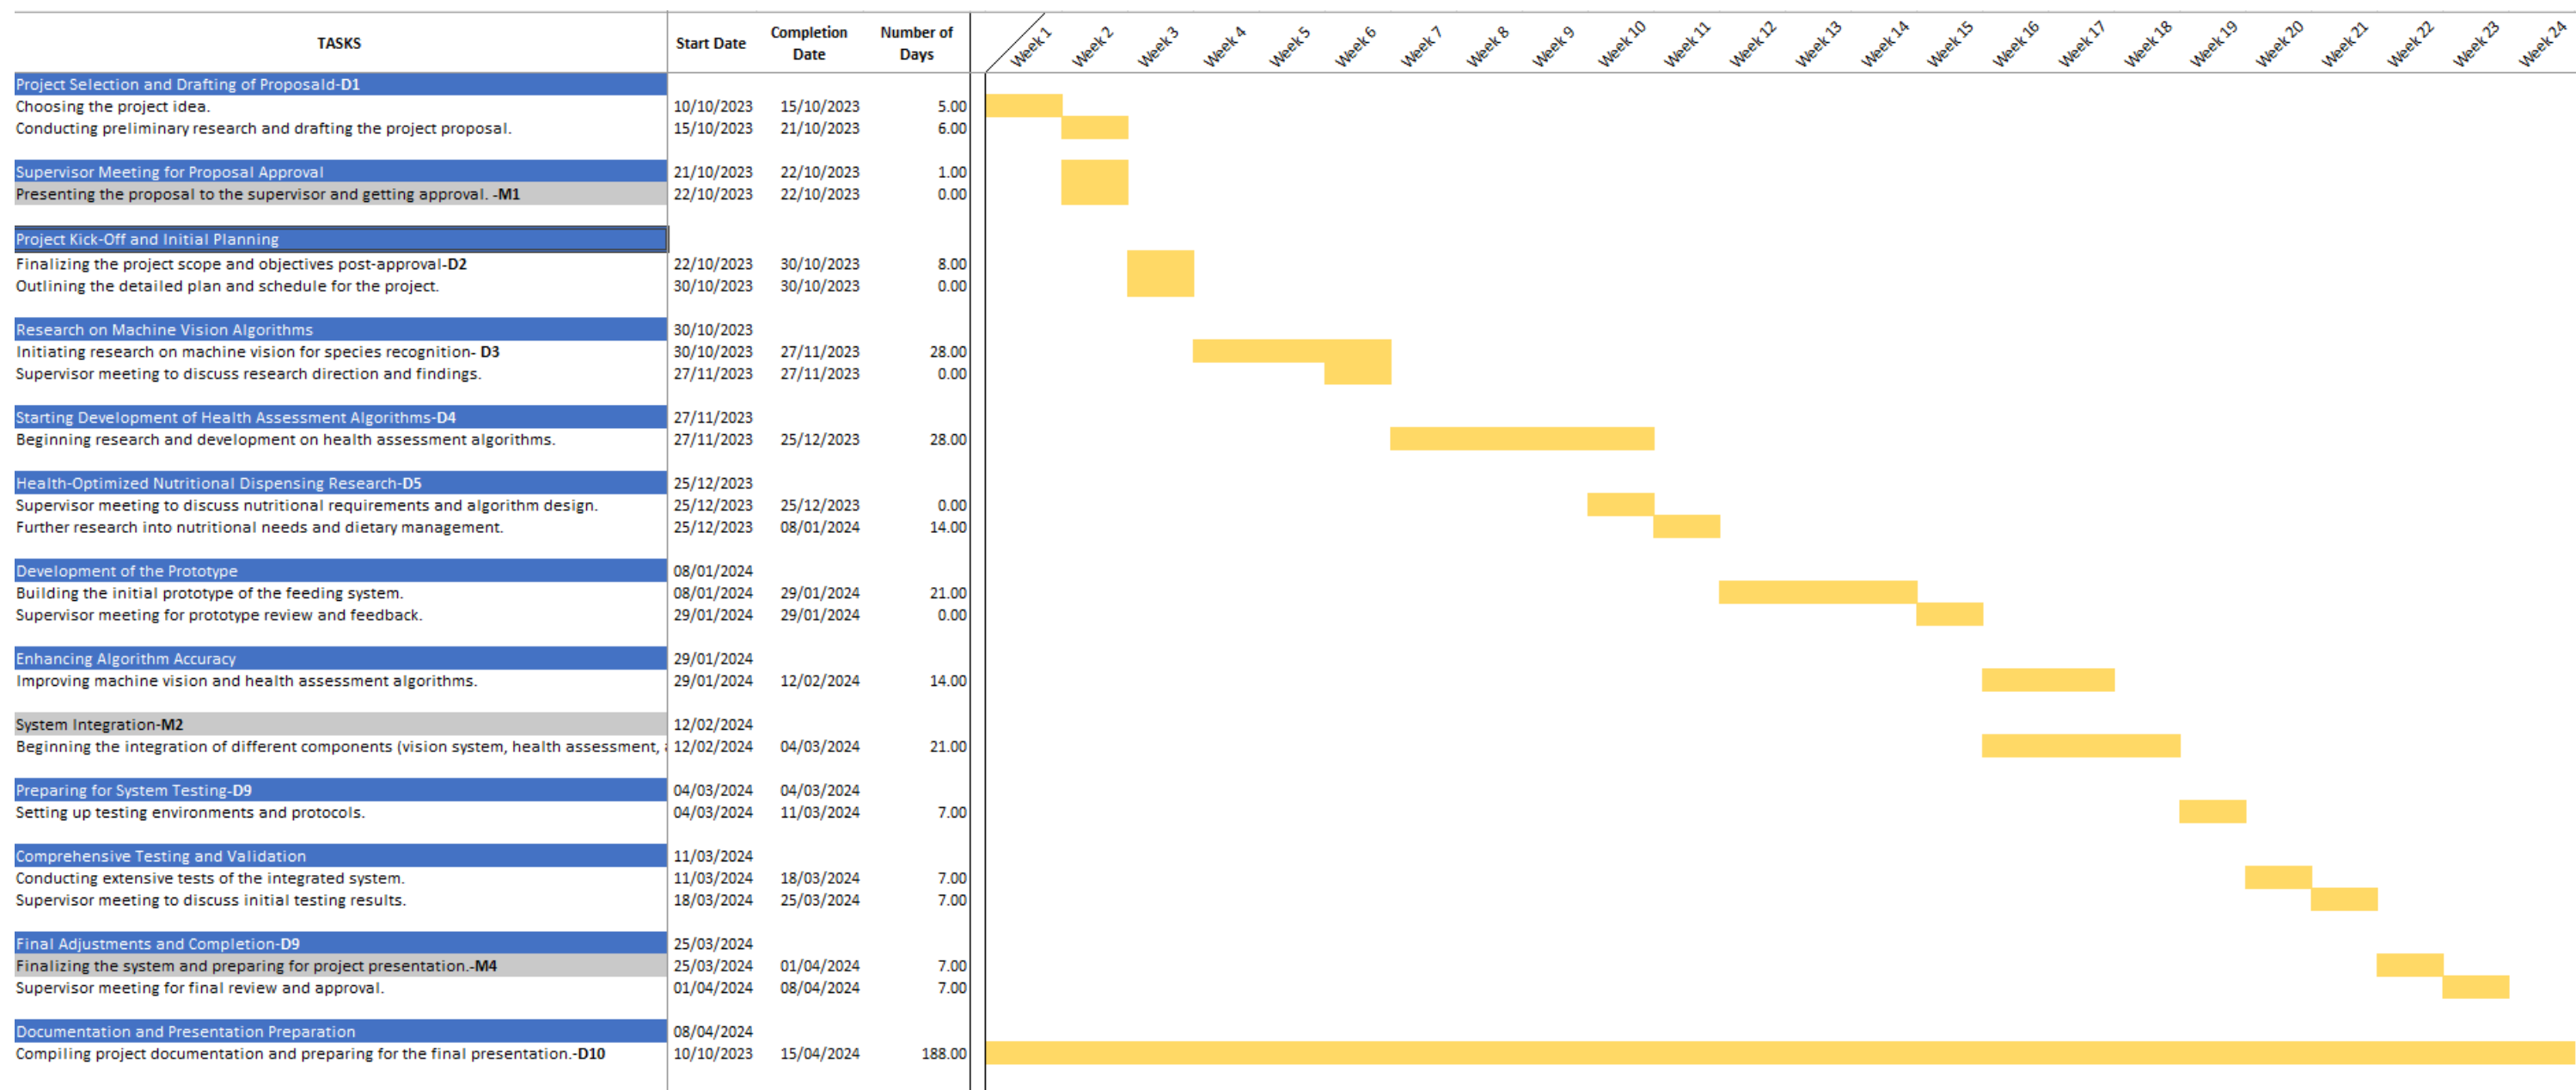 TASKS Start Date Completion Date Number of Days Week 1 Week 2 Week 3 Week 4 Week 5 Week 6 Week 7 Week 8 Week 9 Week 10 Week 11 Week 12 Week 13 Week 14 Week 15 Week 16 Week 17 Week 18 Week 19 Week 20 Week 21 Week 22 Week 23 Week 24
Project Selection and Drafting of Proposald-D1
Choosing the project idea. 10/10/2023 15/10/2023 5.00
Conducting preliminary research and drafting the project proposal. 15/10/2023 21/10/2023 6.00
Supervisor Meeting for Proposal Approval 21/10/2023 22/10/2023 1.00
Presenting the proposal to the supervisor and getting approval. -M1 22/10/2023 22/10/2023 0.00
Project Kick-Off and Initial Planning
Finalizing the project scope and objectives post-approval-D2 22/10/2023 30/10/2023 8.00
Outlining the detailed plan and schedule for the project. 30/10/2023 30/10/2023 0.00
Research on Machine Vision Algorithms 30/10/2023
Initiating research on machine vision for species recognition- D3 30/10/2023 27/11/2023 28.00
Supervisor meeting to discuss research direction and findings. 27/11/2023 27/11/2023 0.00
Starting Development of Health Assessment Algorithms-D4 27/11/2023
Beginning research and development on health assessment algorithms. 27/11/2023 25/12/2023 28.00
Health-Optimized Nutritional Dispensing Research-D5 25/12/2023
Supervisor meeting to discuss nutritional requirements and algorithm design. 25/12/2023 25/12/2023 0.00
Further research into nutritional needs and dietary management. 25/12/2023 08/01/2024 14.00
Development of the Prototype 08/01/2024
Building the initial prototype of the feeding system. 08/01/2024 29/01/2024 21.00
Supervisor meeting for prototype review and feedback. 29/01/2024 29/01/2024 0.00
Enhancing Algorithm Accuracy 29/01/2024
Improving machine vision and health assessment algorithms. 29/01/2024 12/02/2024 14.00
System Integration-M2 12/02/2024
Beginning the integration of different components (vision system, health assessment, 12/02/2024 04/03/2024 21.00
Preparing for System Testing-D9 04/03/2024 04/03/2024
Setting up testing environments and protocols. 04/03/2024 11/03/2024 7.00
Comprehensive Testing and Validation 11/03/2024
Conducting extensive tests of the integrated system. 11/03/2024 18/03/2024 7.00
Supervisor meeting to discuss initial testing results. 18/03/2024 25/03/2024 7.00
Final Adjustments and Completion-D9 25/03/2024
Finalizing the system and preparing for project presentation.-M4 25/03/2024 01/04/2024 7.00
Supervisor meeting for final review and approval. 01/04/2024 08/04/2024 7.00
Documentation and Presentation Preparation 08/04/2024
Compiling project documentation and preparing for the final presentation.-D10 10/10/2023 15/04/2024 188.00